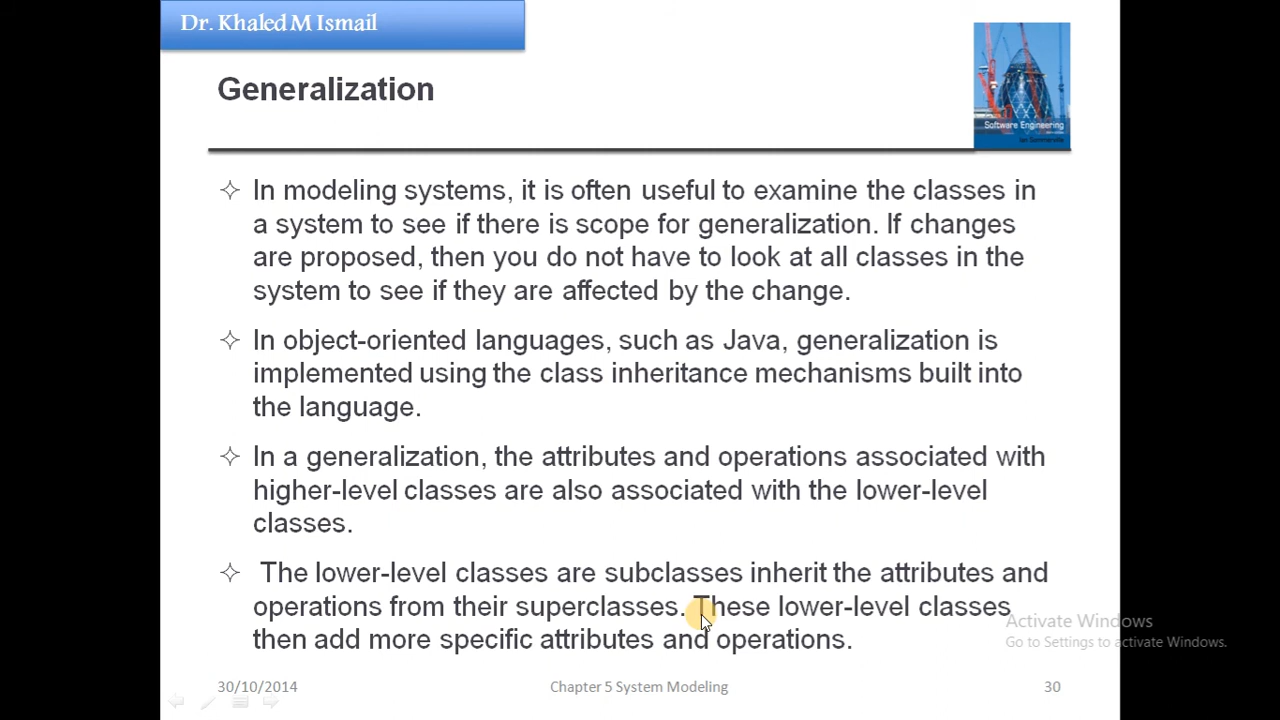 Dr. Khaled M Ismail
Generalization
Software Engineering
Ian Sommerville
In modeling systems, it is often useful to examine the classes in
a system to see if there is scope for generalization. If changes
are proposed, then you do not have to look at all classes in the
system to see if they are affected by the change.
In object-oriented languages, such as Java, generalization is
implemented using the class inheritance mechanisms built into
the language.
In a generalization, the attributes and operations associated with
higher-level classes are also associated with the lower-level
classes.
The lower-level classes are subclasses inherit the attributes and
operations from their superclasses. These lower-level classes
then add more specific attributes and operations.
Activate Windows
Go to Settings to activate Windows.
30/10/2014
Chapter 5 System Modeling
30